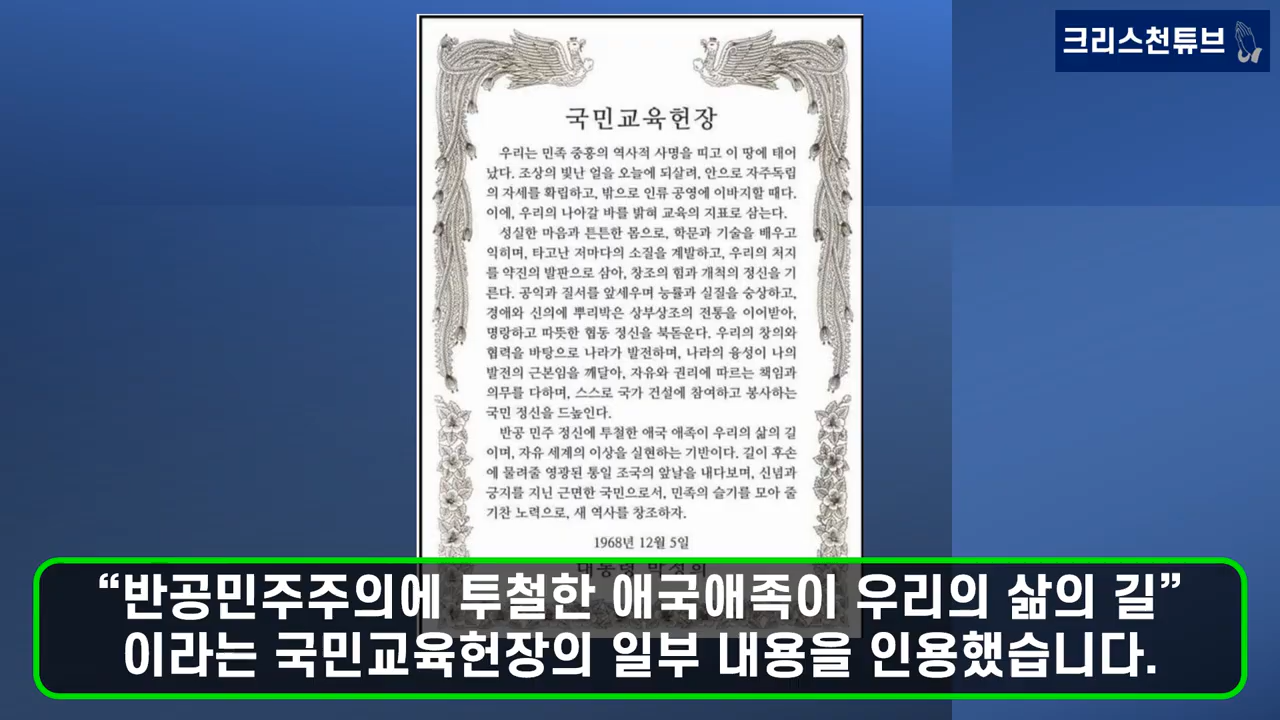 크리스천튜브
국민교육헌장
우리는 민족 중흥의 역사적 사명을 띠고 이 땅에 태어
났다. 조상의 빛난 얼을 오늘에 되살려, 안으로 자주독립
의 자세를 확립하고, 밖으로 인류 공영에 이바지할 때다.
이에, 우리의 나아갈 바를 밝혀 교육의 지표로 삼는다.
성실한 마음과 튼튼한 몸으로, 학문과 기술을 배우고
익히며, 타고난 저마다의 소질을 계발하고, 우리의 처지
를 약진의 발판으로 삼아, 창조의 힘과 개척의 정신을 기
른다. 공익과 질서를 앞세우며 능률과 실질을 숭상하고,
경애와 신의에 뿌리박은 상부상조의 전통을 이어받아,
명랑하고 따뜻한 협동 정신을 북돋운다. 우리의 창의와
협력을 바탕으로 나라가 발전하며, 나라의 융성이 나의
발전의 근본임을 깨달아, 자유와 권리에 따르는 책임과
의무를 다하며, 스스로 국가 건설에 참여하고 봉사하는
국민 정신을 드높인다.
반공 민주 정신에 투철한 애국 애족이 우리의 삶의 길
이며, 자유 세계의 이상을 실현하는 기반이다. 길이 후손
에 물려줄 영광된 통일 조국의 앞날을 내다보며, 신념과
긍지를 지닌 근면한 국민으로서, 민족의 슬기를 모아 줄
기찬 노력으로, 새 역사를 창조하자.
1968년 12월 5일
대통령 박정희
“반공민주주의에 투철한 애국애족이 우리의 삶의 길”
이라는 국민교육헌장의 일부 내용을 인용했습니다.